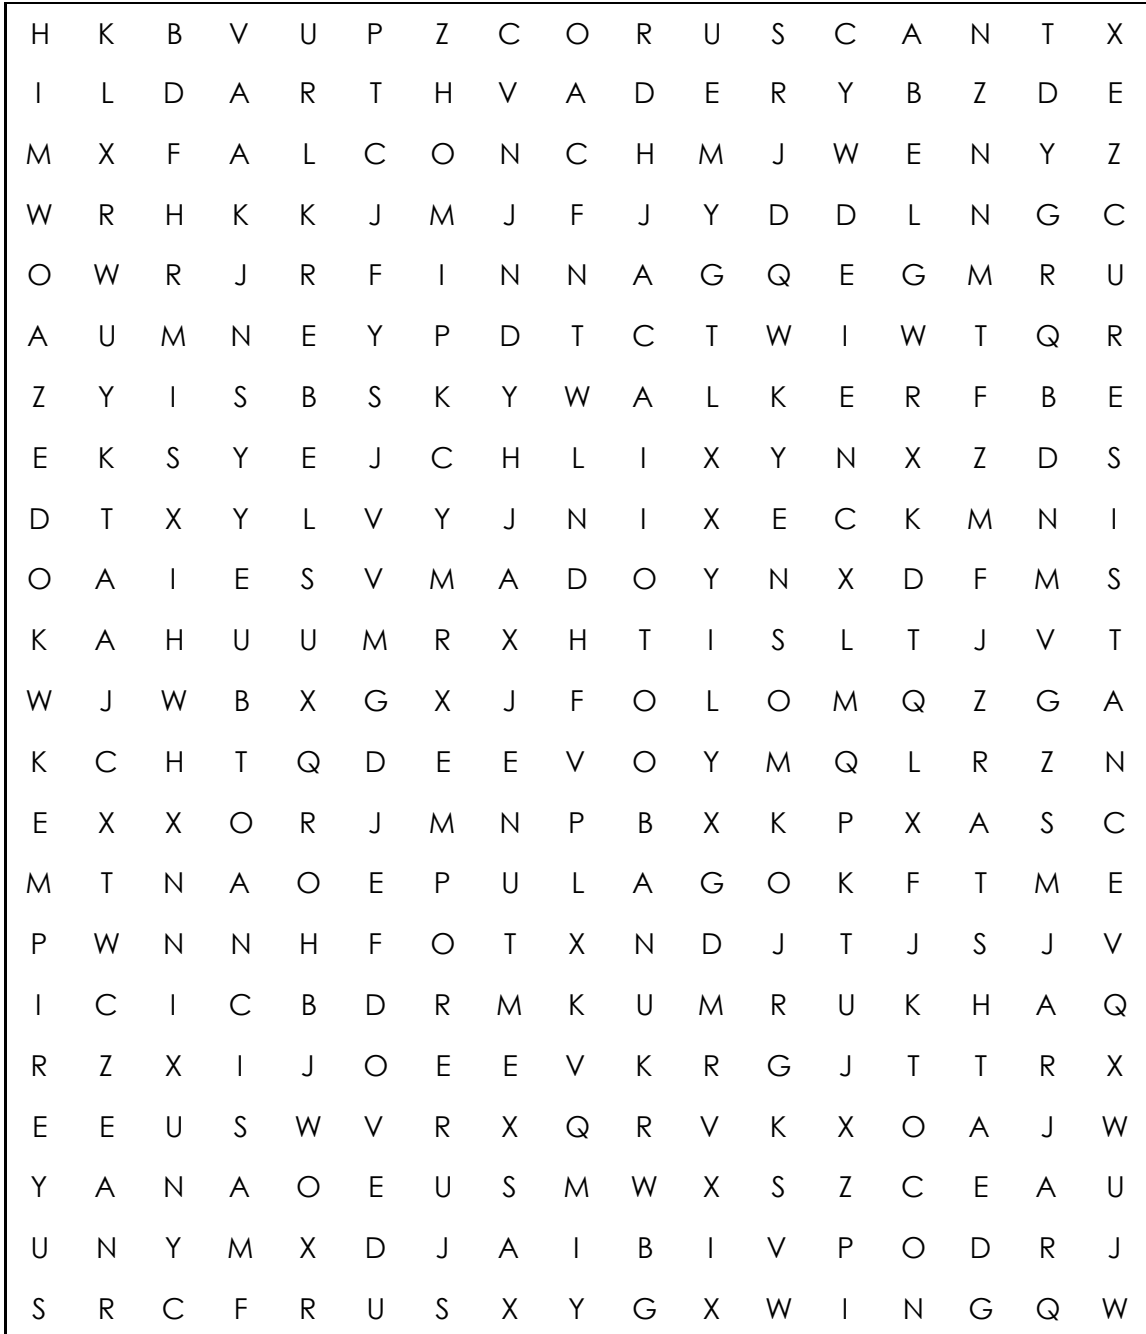 H K B V U P Z C O R U S C A N T X
I L D A R T H V A D E R Y B Z D E
M X F A L C O N C H M J W E N Y Z
W R H K K J M J F J Y D D L N G C
O W R J R F I N N A G Q E G M R U
A U M N E Y P D T C T W I W T Q R
Z Y I S B S K Y W A L K E R F B E
E K S Y E J C H L I X Y N X Z D S
D T X Y L V Y J N I X E C K M N I
O A I E S V M A D O Y N X D F M S
K A H U U M R X H T I S L T J V T
W J W B X G X J F O L O M Q Z G A
K C H T Q D E E V O Y M Q L R Z N
E X X O R J M N P B X K P X A S C
M T N A O E P U L A G O K F T M E
P W N N H F O T X N D J T J S J V
I C I C B D R M K U M R U K H A Q
R Z X I J O E E V K R G J T T R X
E E U S W V R X Q R V K X O A J W
Y A N A O E U S M W X S Z C E A U
U N Y M X D J A I B I V P O D R J
S R C F R U S X Y G X W I N G Q W